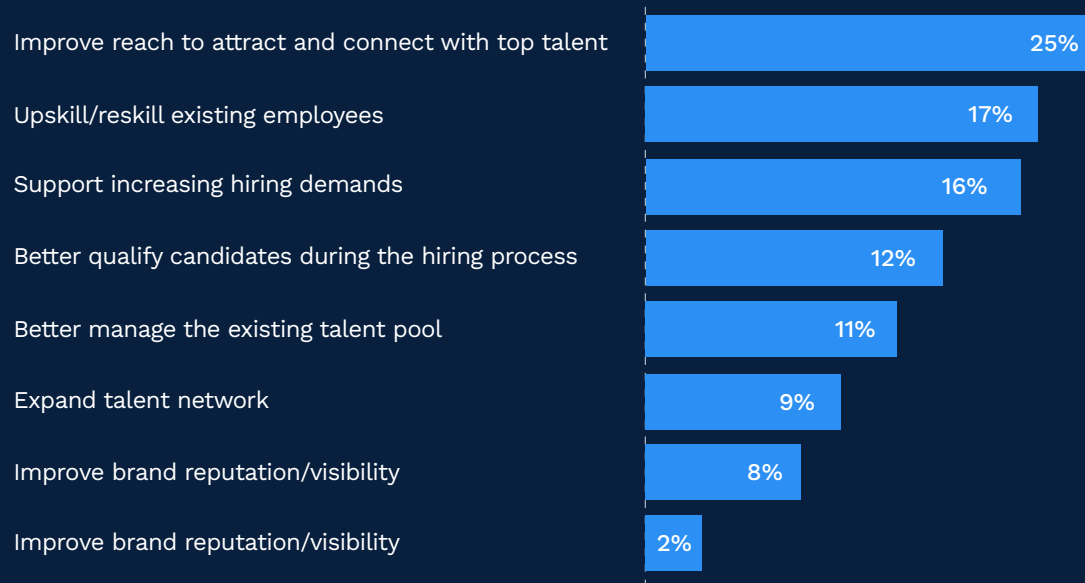 Improve reach to attract and connect with top talent 25%
Upskill/reskill existing employees 17%
Support increasing hiring demands 16%
Better qualify candidates during the hiring process 12%
Better manage the existing talent pool 11%
Expand talent network 9%
Improve brand reputation/visibility 8%
Improve brand reputation/visibility 2%